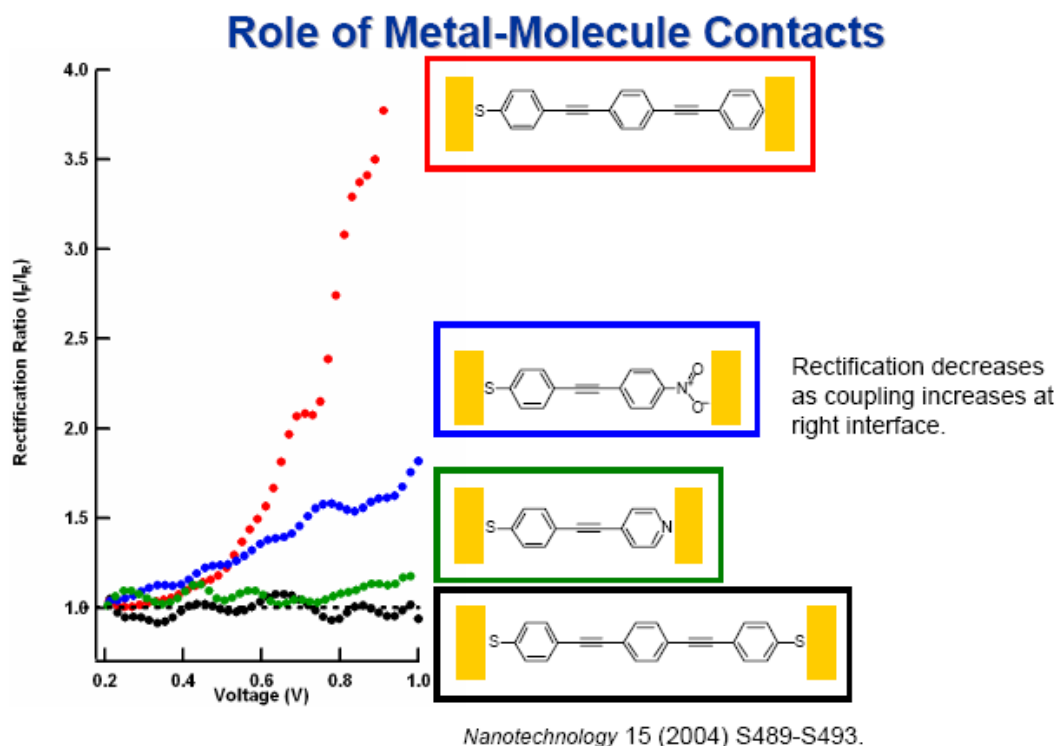 Role of Metal-Molecule Contacts
4.0
3.5
3.0
2.5
2.0
1.5
1.0
Rectification Ratio (I_F/I_R)
0.2 0.4 0.6 0.8 1.0
Voltage (V)
S
S N⁺ O O⁻
S N
S S
Rectification decreases
as coupling increases at
right interface.
Nanotechnology 15 (2004) S489-S493.